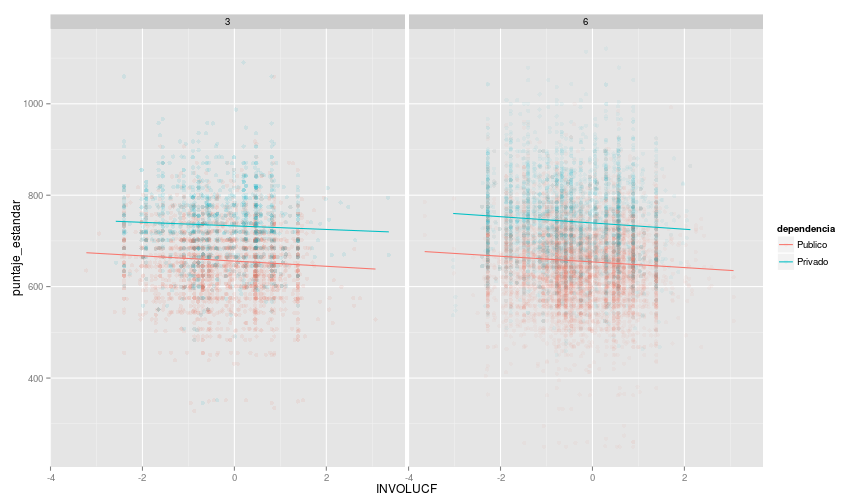 3 6
puntaje_estandar
1000
800
600
400
-4 -2 0 2 -4 -2 0 2
INVOLUCF
dependencia
Publico
Privado